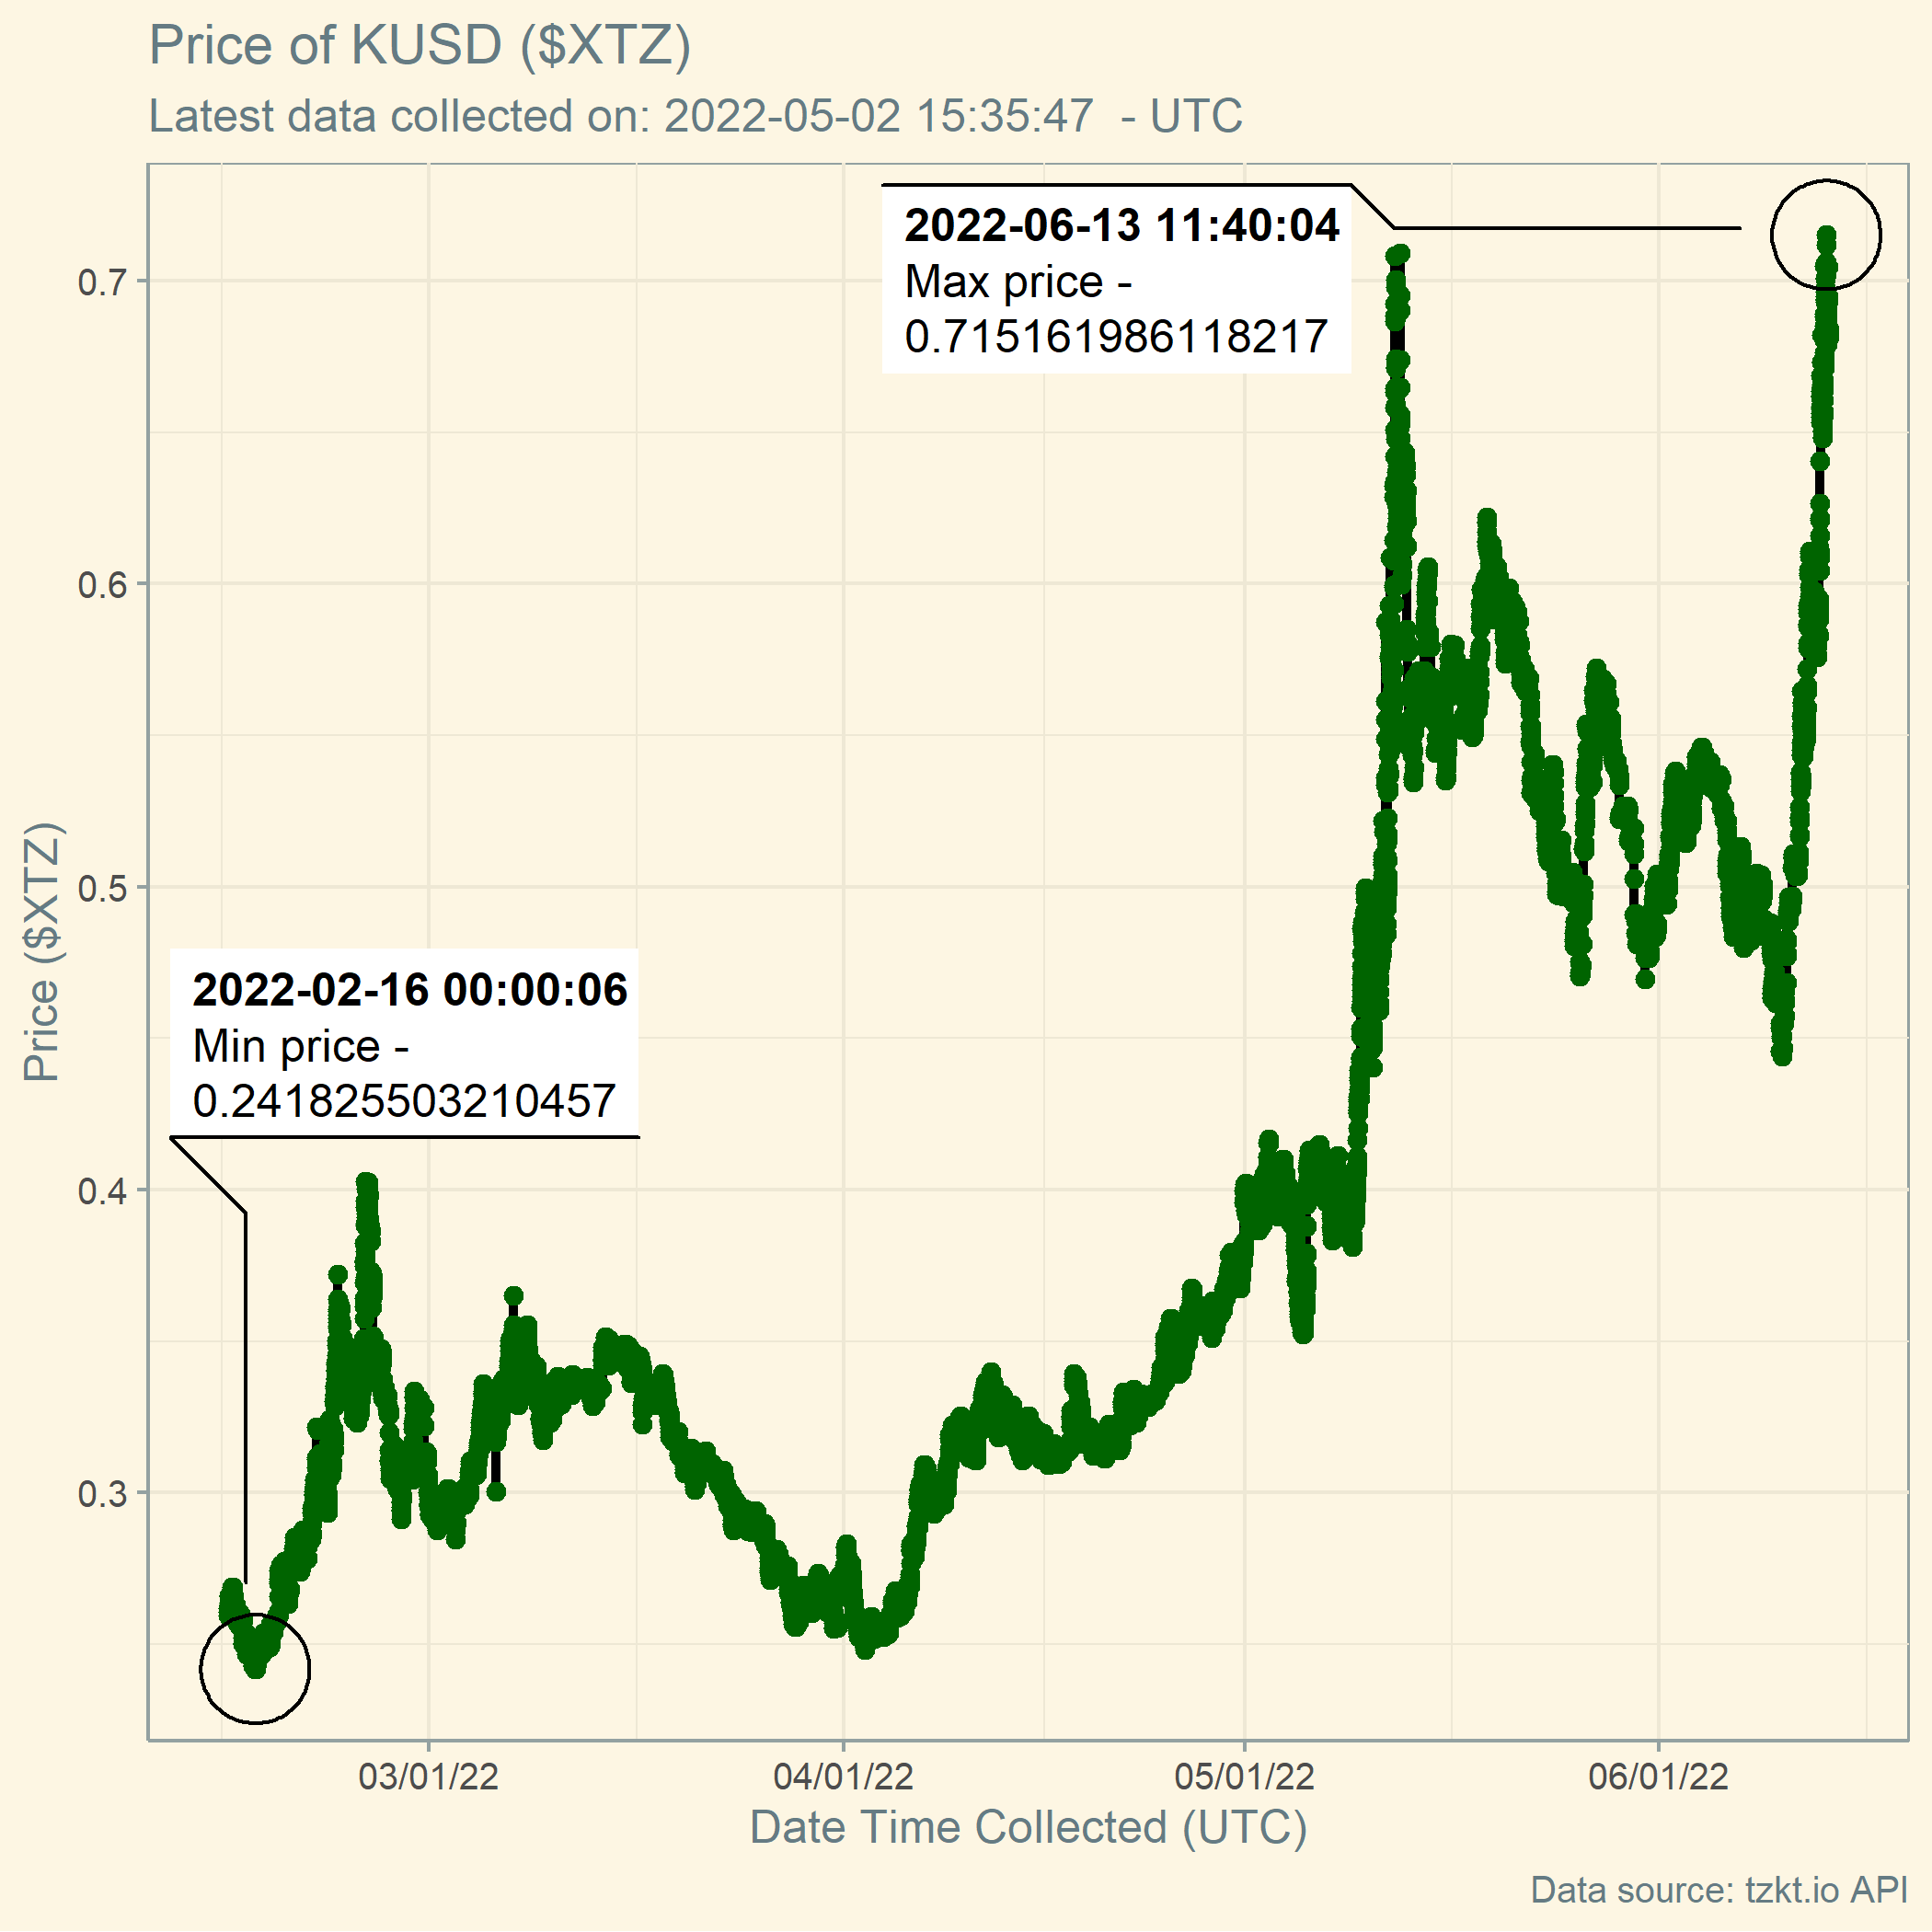 Price of KUSD ($XTZ)
Latest data collected on: 2022-05-02 15:35:47  - UTC
2022-06-13 11:40:04
Max price -
0.715161986118217
0.7
0.6
0.5
0.4
0.3
Price ($XTZ)
2022-02-16 00:00:06
Min price -
0.241825503210457
03/01/22
04/01/22
05/01/22
06/01/22
Date Time Collected (UTC)
Data source: tzkt.io API